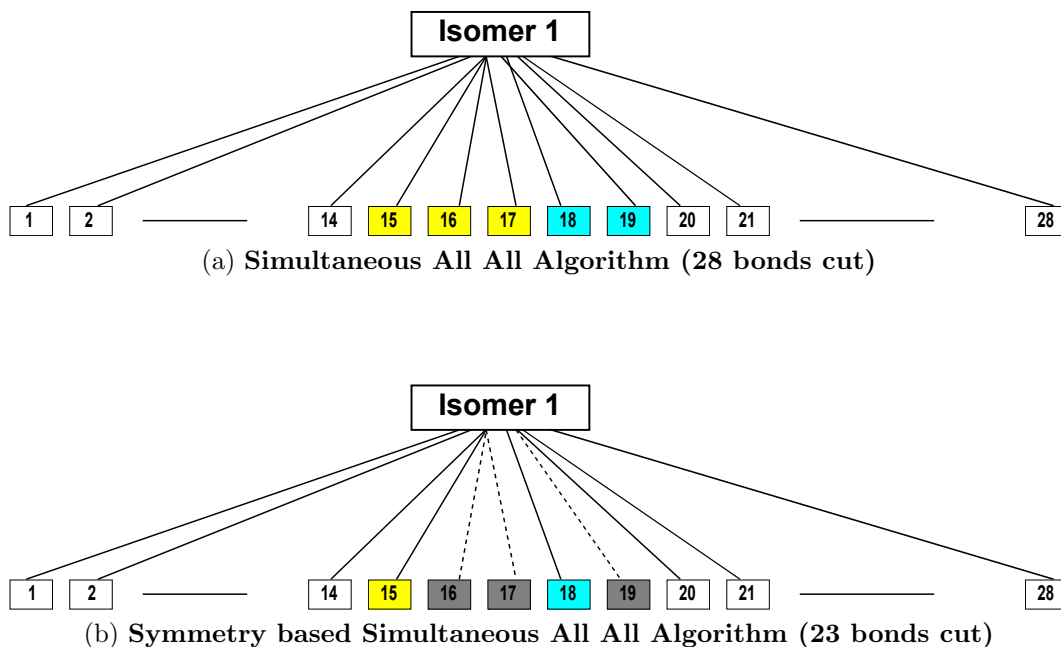 Isomer 1
1 2 14 15 16 17 18 19 20 21 28
(a) Simultaneous All All Algorithm (28 bonds cut)
Isomer 1
1 2 14 15 16 17 18 19 20 21 28
(b) Symmetry based Simultaneous All All Algorithm (23 bonds cut)